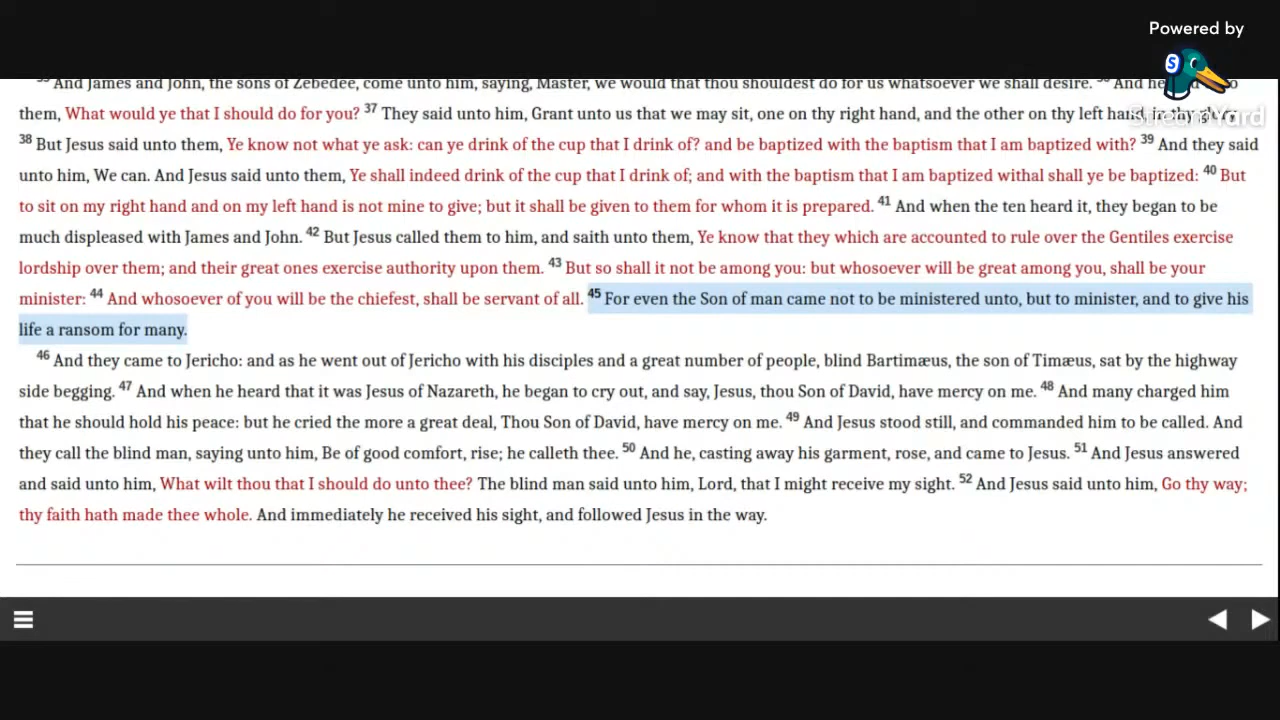 Powered by
StreamYard
And James and John, the sons of Zebedee, come unto him, saying, Master, we would that thou shouldest do for us whatsoever we shall desire. And he
them, What would ye that I should do for you? 37 They said unto him, Grant unto us that we may sit, one on thy right hand, and the other on thy left hand, in thy glory.
38 But Jesus said unto them, Ye know not what ye ask: can ye drink of the cup that I drink of? and be baptized with the baptism that I am baptized with? 39 And they said
unto him, We can. And Jesus said unto them, Ye shall indeed drink of the cup that I drink of; and with the baptism that I am baptized withal shall ye be baptized: 40 But
to sit on my right hand and on my left hand is not mine to give; but it shall be given to them for whom it is prepared. 41 And when the ten heard it, they began to be
much displeased with James and John. 42 But Jesus called them to him, and saith unto them, Ye know that they which are accounted to rule over the Gentiles exercise
lordship over them; and their great ones exercise authority upon them. 43 But so shall it not be among you: but whosoever will be great among you, shall be your
minister: 44 And whosoever of you will be the chiefest, shall be servant of all. 45 For even the Son of man came not to be ministered unto, but to minister, and to give his
life a ransom for many.
46 And they came to Jericho: and as he went out of Jericho with his disciples and a great number of people, blind Bartimæus, the son of Timæus, sat by the highway
side begging. 47 And when he heard that it was Jesus of Nazareth, he began to cry out, and say, Jesus, thou Son of David, have mercy on me. 48 And many charged him
that he should hold his peace: but he cried the more a great deal, Thou Son of David, have mercy on me. 49 And Jesus stood still, and commanded him to be called. And
they call the blind man, saying unto him, Be of good comfort, rise; he calleth thee. 50 And he, casting away his garment, rose, and came to Jesus. 51 And Jesus answered
and said unto him, What wilt thou that I should do unto thee? The blind man said unto him, Lord, that I might receive my sight. 52 And Jesus said unto him, Go thy way;
thy faith hath made thee whole. And immediately he received his sight, and followed Jesus in the way.